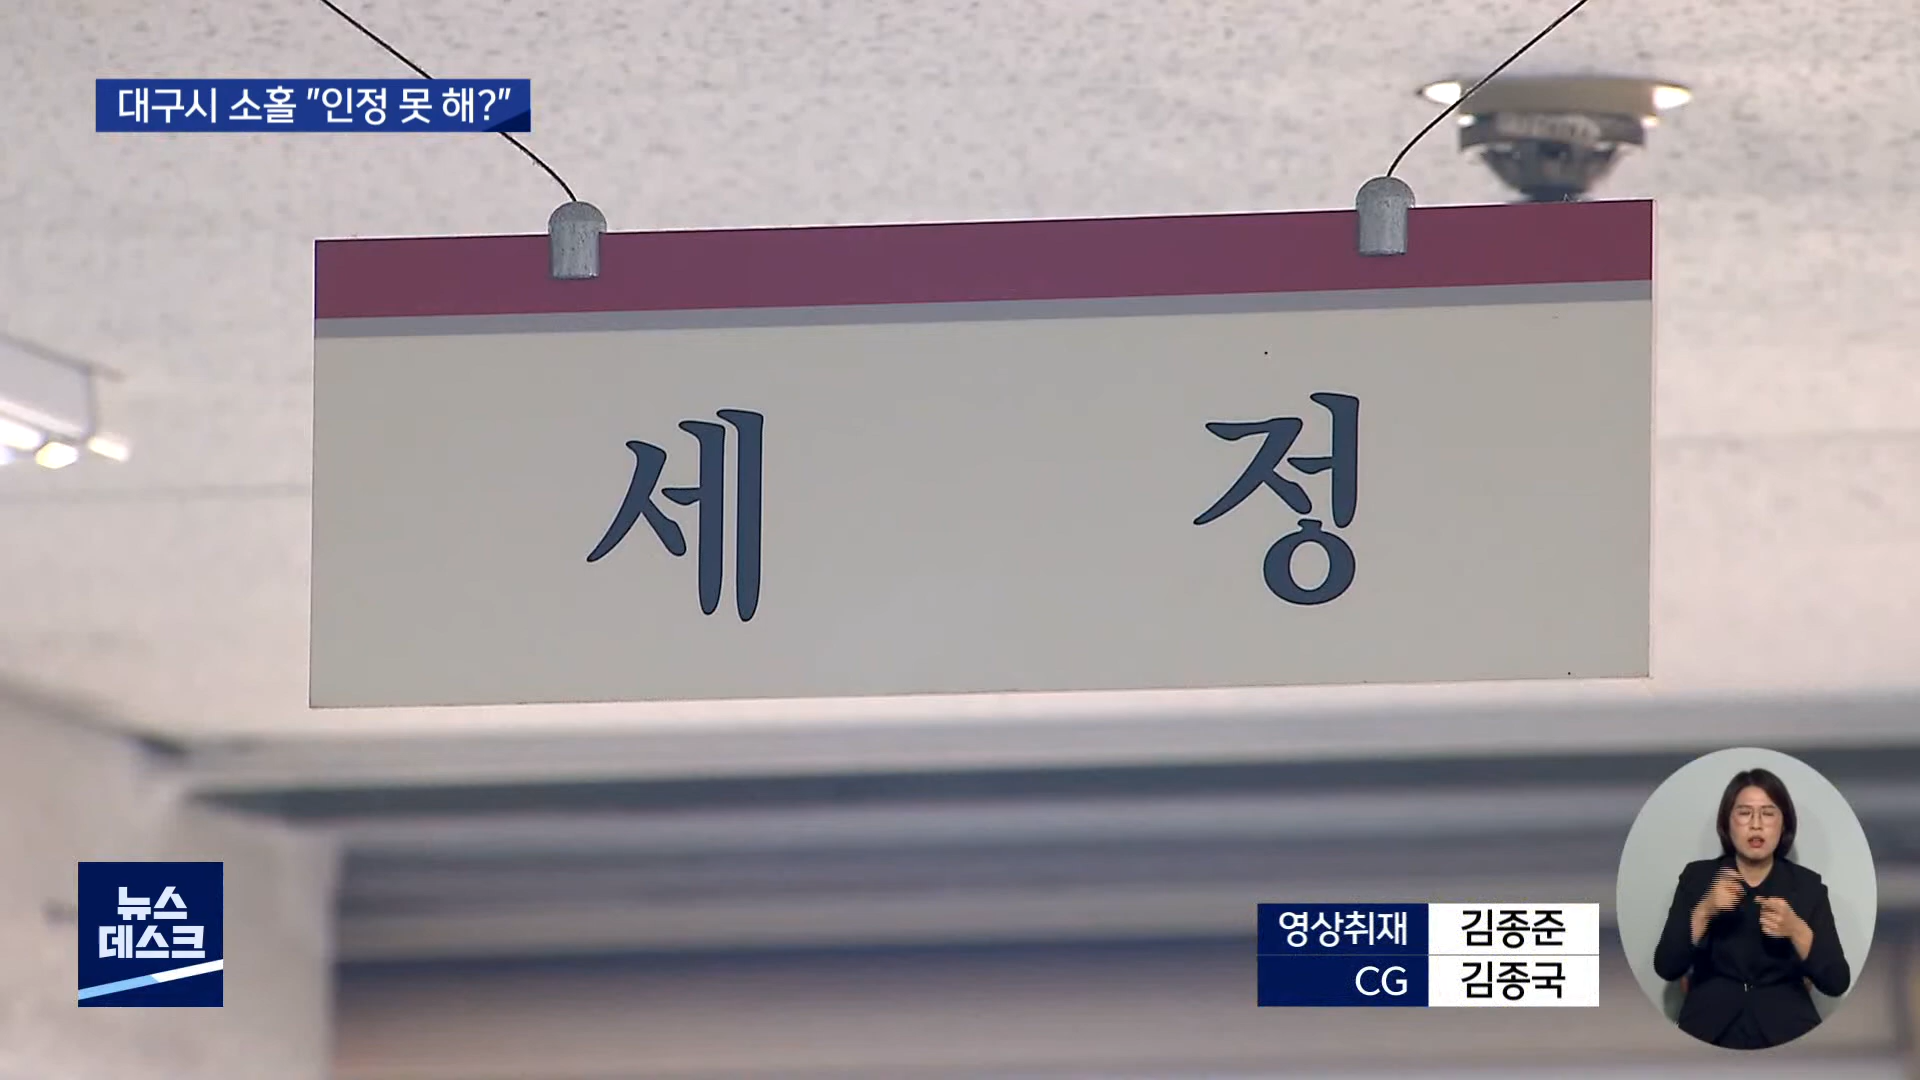 대구시 소홀 "인정 못 해?"
세 정
뉴스
데스크
영상취재 김종준
CG 김종국